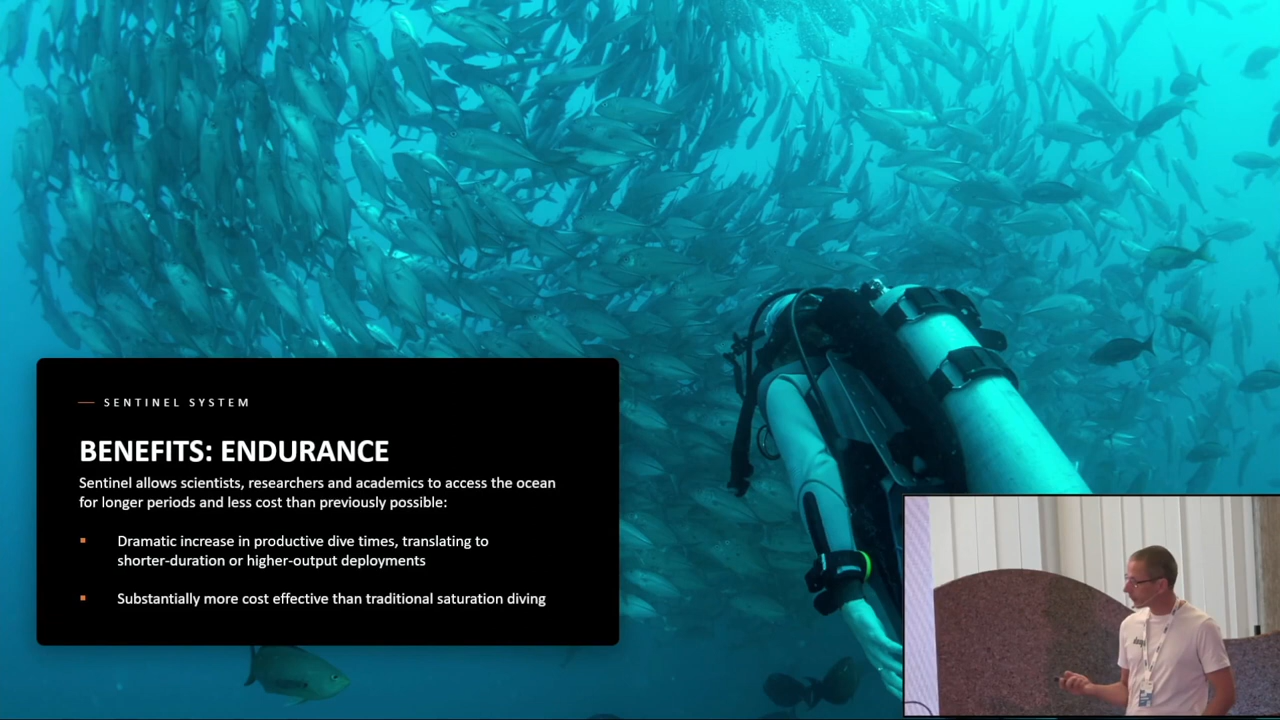 SENTINEL SYSTEM
BENEFITS: ENDURANCE
Sentinel allows scientists, researchers and academics to access the ocean
for longer periods and less cost than previously possible:
Dramatic increase in productive dive times, translating to
shorter-duration or higher-output deployments
Substantially more cost effective than traditional saturation diving